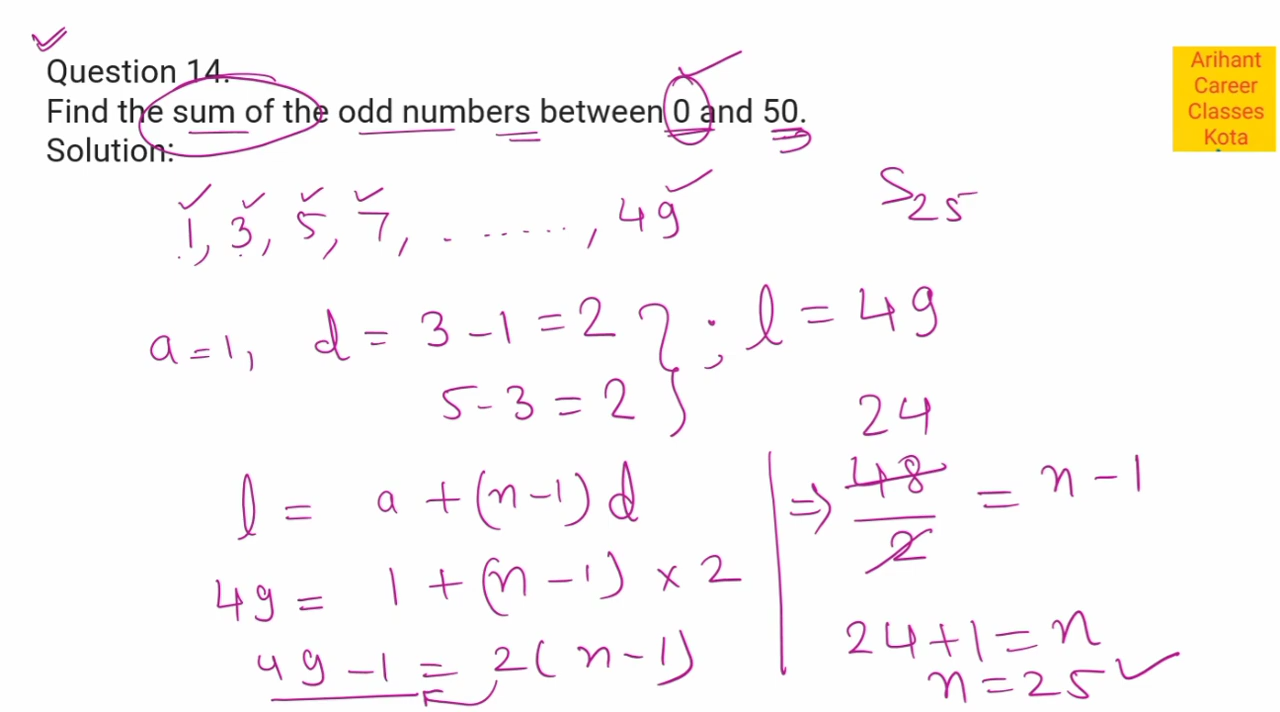 Question 14.
Find the sum of the odd numbers between 0 and 50.
Solution:
Arihant
Career
Classes
Kota
1, 3, 5, 7, . ......, 49
S25
a = 1, d = 3 - 1 = 2 } ; l = 49
5 - 3 = 2 }
l = a + (n - 1) d
49 = 1 + (n - 1) × 2
49 - 1 = 2(n - 1)
24
⇒ 48/2 = n - 1
24 + 1 = n
n = 25 ✓